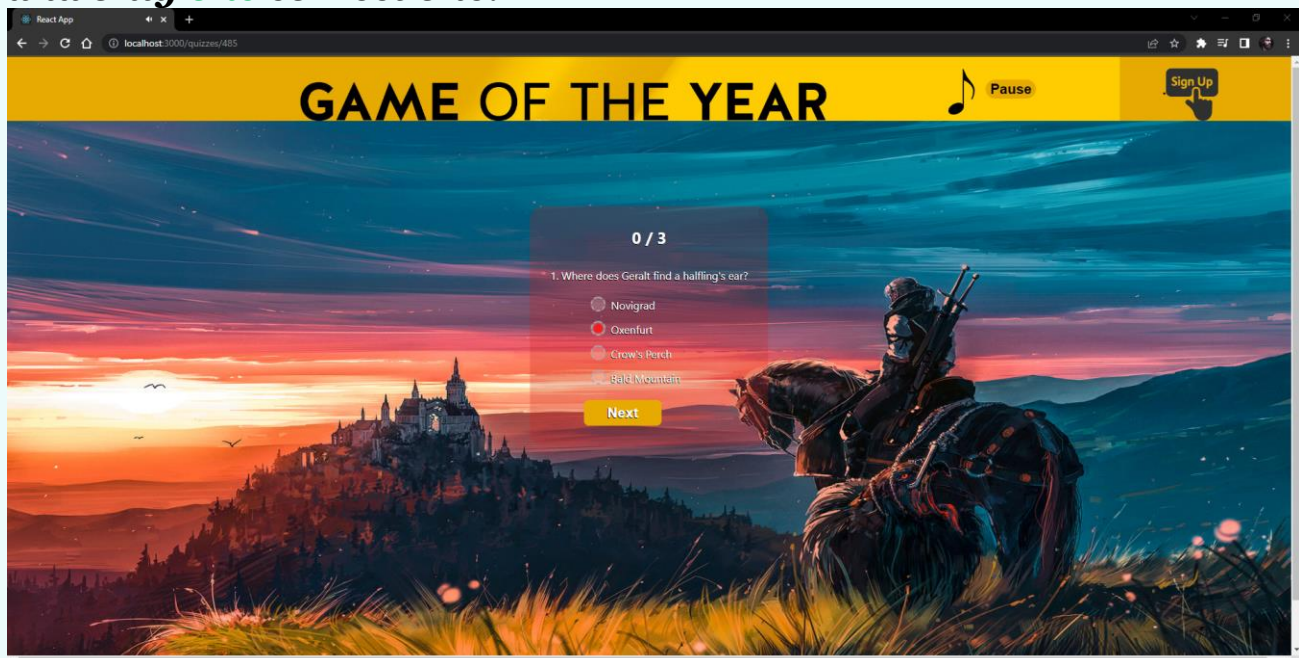 React App
localhost:3000/quizzes/485
GAME OF THE YEAR
Pause
Sign Up
0 / 3
1. Where does Geralt find a halfling's ear?
Novigrad
Oxenfurt
Crow's Perch
Bald Mountain
Next